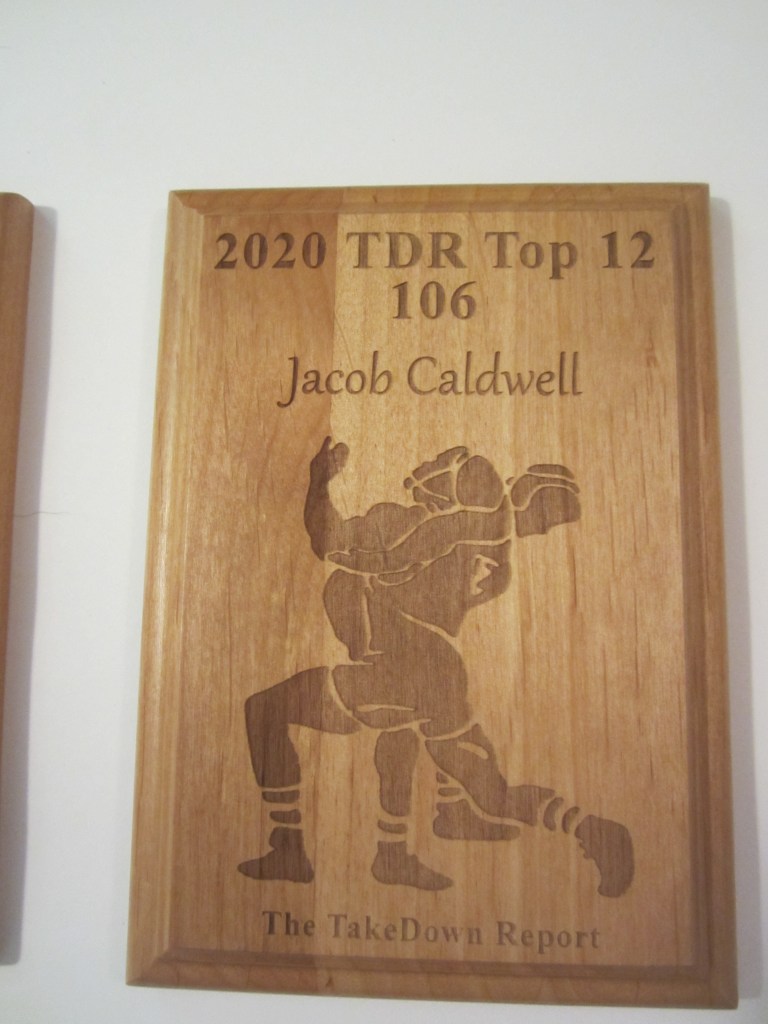 2020 TDR Top 12
106
Jacob Caldwell
The TakeDown Report